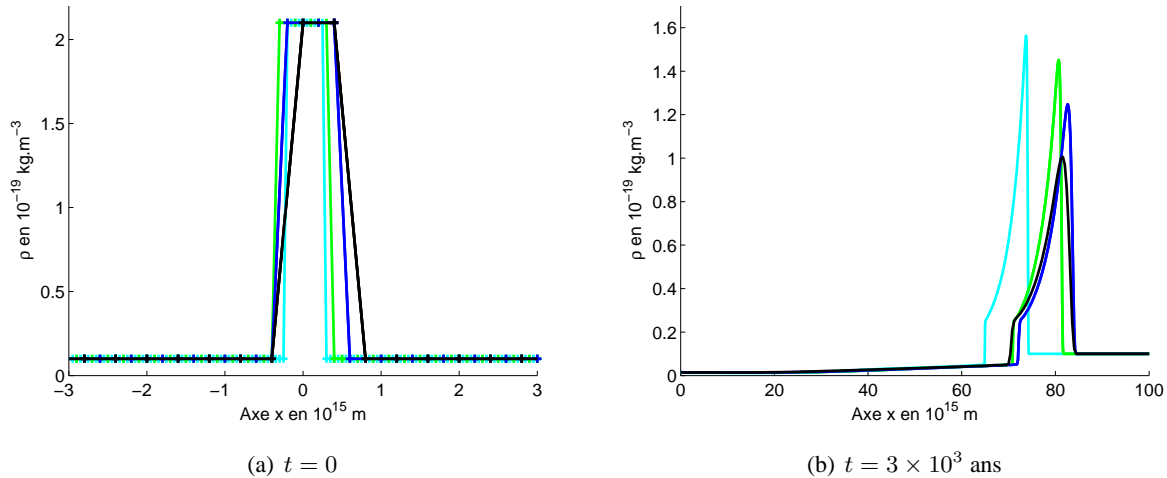 2
1.5
1
0.5
0
ρ en 10⁻¹⁹ kg.m⁻³
−3 −2 −1 0 1 2 3
Axe x en 10¹⁵ m
(a) t = 0
1.6
1.4
1.2
1
0.8
0.6
0.4
0.2
0
ρ en 10⁻¹⁹ kg.m⁻³
0 20 40 60 80 100
Axe x en 10¹⁵ m
(b) t = 3 × 10³ ans